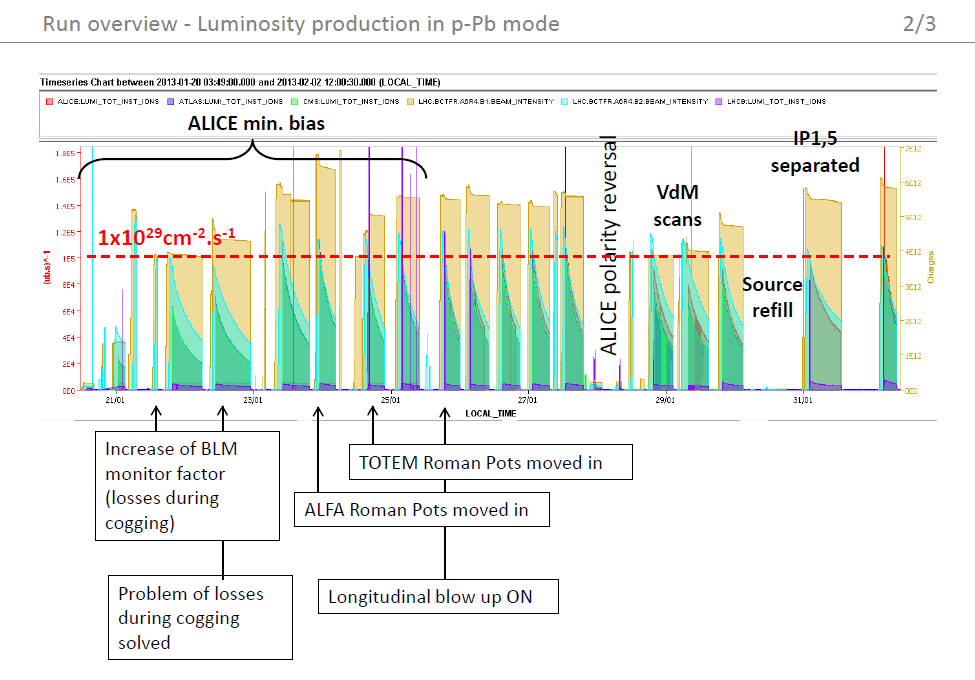 Run overview - Luminosity production in p-Pb mode 2/3
Timeseries Chart between 2013-01-20 03:49:00.000 and 2013-02-02 12:00:30.000 (LOCAL_TIME)
ALICE:LUMI_TOT_INST_IONS ATLAS:LUMI_TOT_INST_IONS CMS:LUMI_TOT_INST_IONS LHC.BCTFR.A6R4.B1:BEAM_INTENSITY LHC.BCTFR.A6R4.B2:BEAM_INTENSITY LHCB:LUMI_TOT_INST_IONS
ALICE min. bias
ALICE polarity reversal
IP1,5
separated
VdM
scans
1x10²⁹cm⁻².s⁻¹
Source
refill
1.8E5
1.6E5
1.4E5
1.2E5
1E5
8E4
6E4
4E4
2E4
0E0
(ub.s)^-1
7E12
6E12
5E12
4E12
3E12
2E12
1E12
0E0
Charges
21/01 23/01 25/01 27/01 29/01 31/01
LOCAL_TIME
Increase of BLM
monitor factor
(losses during
cogging)
TOTEM Roman Pots moved in
ALFA Roman Pots moved in
Longitudinal blow up ON
Problem of losses
during cogging
solved